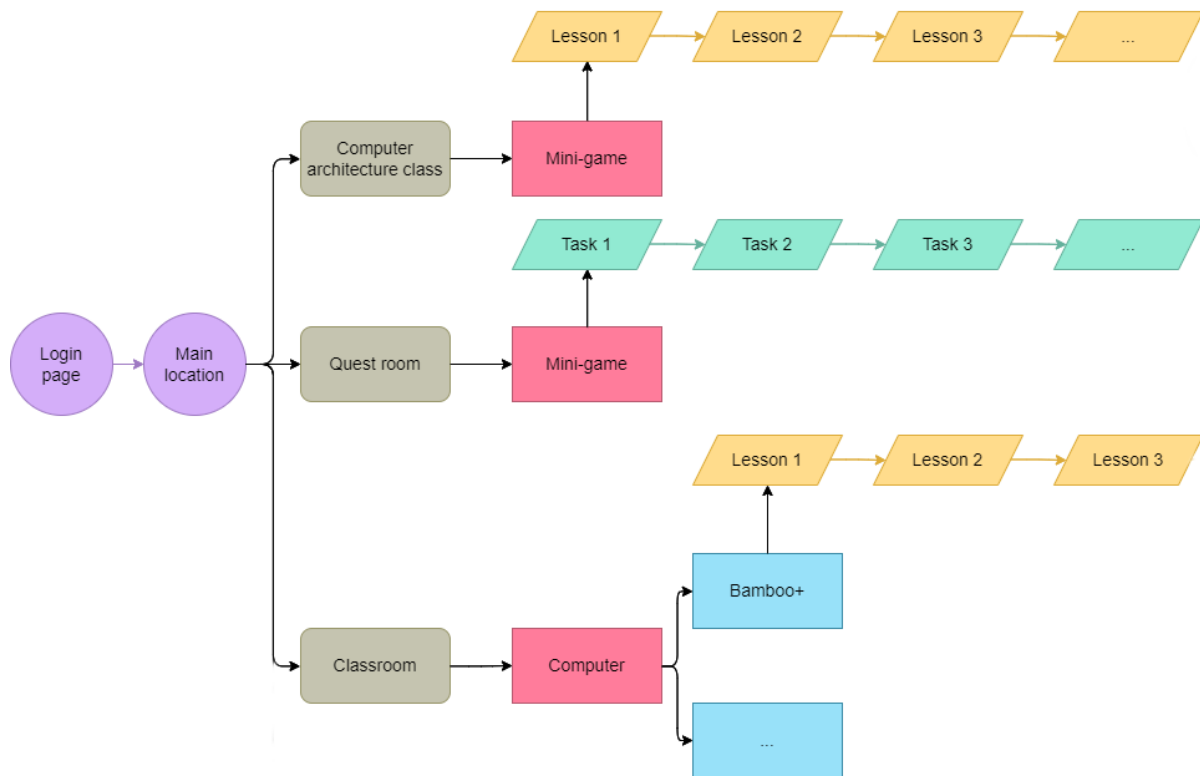 Lesson 1
Lesson 2
Lesson 3
...
Computer
architecture class
Mini-game
Task 1
Task 2
Task 3
...
Login
page
Main
location
Quest room
Mini-game
Lesson 1
Lesson 2
Lesson 3
Bamboo+
Classroom
Computer
...